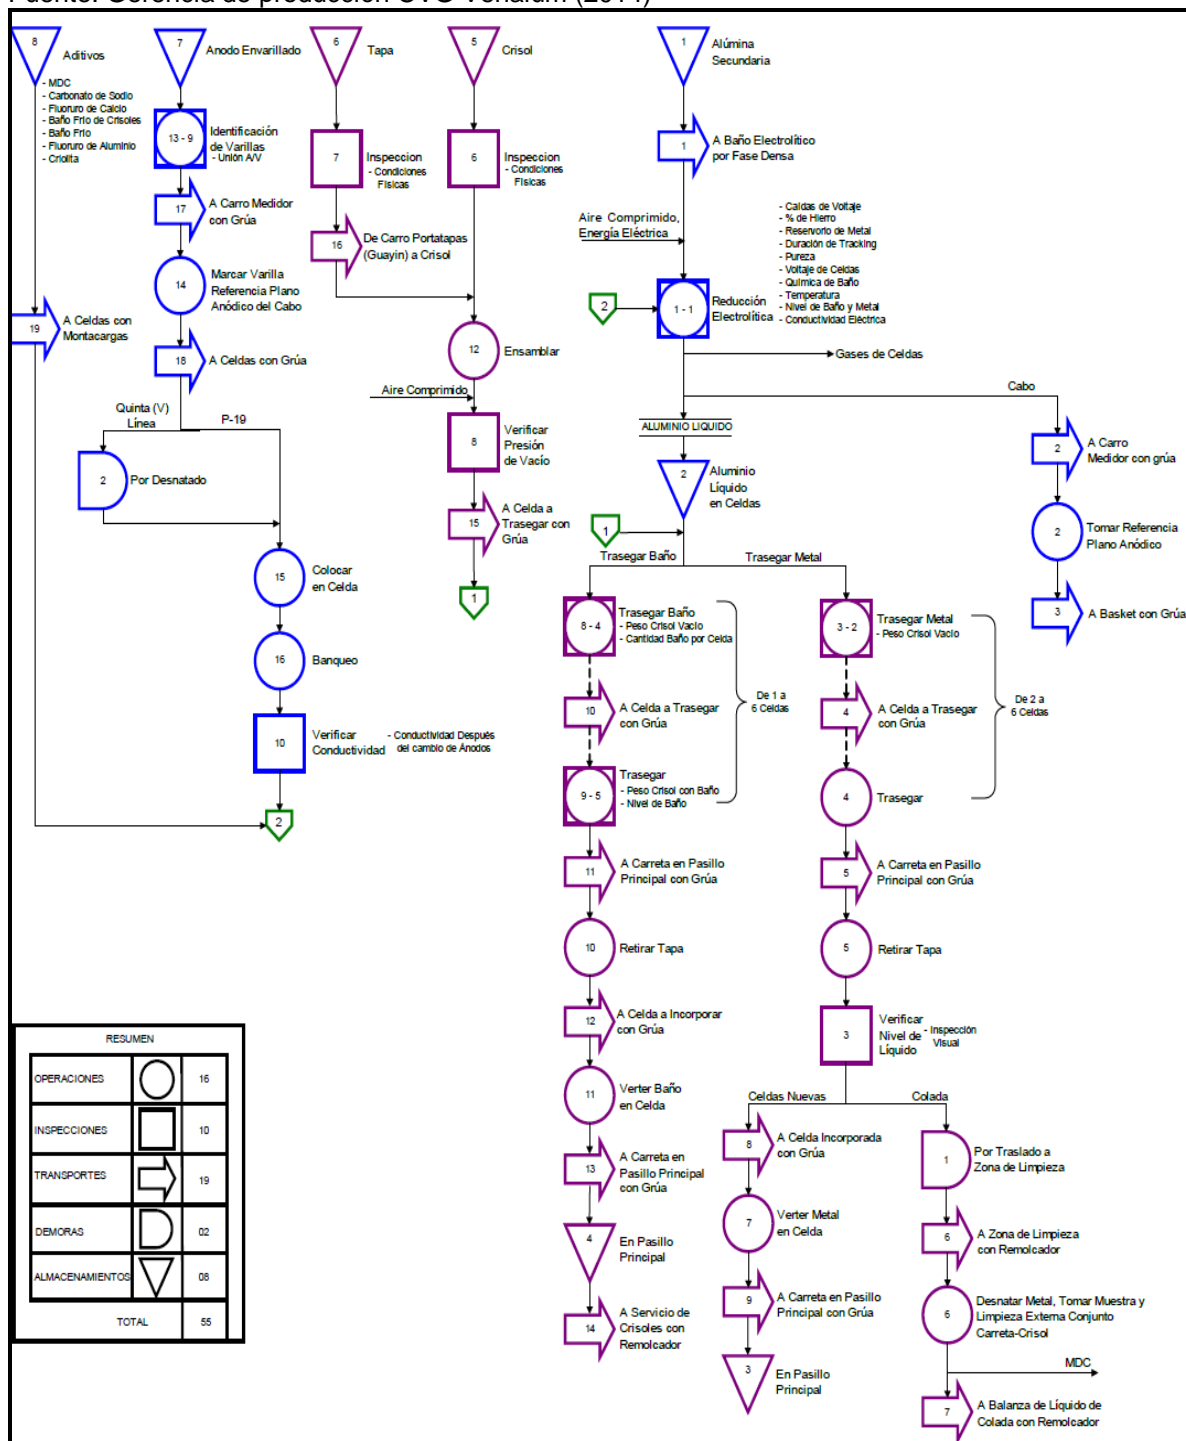 Fuente: Gerencia de producción CVG Venalum (2014)
8
Aditivos
- MDC
- Carbonato de Sodio
- Fluoruro de Calcio
- Baño Frío de Crisoles
- Baño Frío
- Fluoruro de Aluminio
- Criolita
19
A Celdas con
Montacargas
7
Anodo Envarillado
13 - 9
Identificación
de Varillas
- Unión A/V
17
A Carro Medidor
con Grúa
14
Marcar Varilla
Referencia Plano
Anódico del Cabo
18
A Celdas con Grúa
Quinta (V)
Línea
P-19
2
Por Desnatado
15
Colocar
en Celda
16
Banqueo
10
Verificar
Conductividad
- Conductividad Después
del cambio de Ánodos
2
6
Tapa
7
Inspeccion
- Condiciones
Físicas
16
De Carro Portatapas
(Guayin) a Crisol
5
Crisol
6
Inspeccion
- Condiciones
Físicas
12
Ensamblar
Aire Comprimido
8
Verificar
Presión
de Vacío
15
A Celda a
Trasegar con
Grúa
1
1
Alúmina
Secundaria
1
A Baño Electrolítico
por Fase Densa
Aire Comprimido,
Energía Eléctrica
2
1 - 1
Reducción
Electrolítica
- Caídas de Voltaje
- % de Hierro
- Reservorio de Metal
- Duración de Tracking
- Pureza
- Voltaje de Celdas
- Química de Baño
- Temperatura
- Nivel de Baño y Metal
- Conductividad Eléctrica
Gases de Celdas
Cabo
2
A Carro
Medidor con grúa
2
Tomar Referencia
Plano Anódico
3
A Basket con Grúa
ALUMINIO LIQUIDO
2
Aluminio
Líquido
en Celdas
1
Trasegar Baño
Trasegar Metal
8 - 4
Trasegar Baño
- Peso Crisol Vacío
- Cantidad Baño por Celda
10
A Celda a Trasegar
con Grúa
De 1 a
6 Celdas
9 - 5
Trasegar
- Peso Crisol con Baño
- Nivel de Baño
11
A Carreta en Pasillo
Principal con Grúa
10
Retirar Tapa
12
A Celda a Incorporar
con Grúa
11
Verter Baño
en Celda
13
A Carreta en
Pasillo Principal
con Grúa
4
En Pasillo
Principal
14
A Servicio de
Crisoles con
Remolcador
3 - 2
Trasegar Metal
- Peso Crisol Vacío
4
A Celda a Trasegar
con Grúa
De 2 a
6 Celdas
4
Trasegar
5
A Carreta en Pasillo
Principal con Grúa
5
Retirar Tapa
3
Verificar
Nivel de
Líquido
- Inspección
Visual
Celdas Nuevas
Colada
8
A Celda Incorporada
con Grúa
7
Verter Metal
en Celda
9
A Carreta en Pasillo
Principal con Grúa
3
En Pasillo
Principal
1
Por Traslado a
Zona de Limpieza
6
A Zona de Limpieza
con Remolcador
6
Desnatar Metal, Tomar Muestra y
Limpieza Externa Conjunto
Carreta-Crisol
MDC
7
A Balanza de Líquido de
Colada con Remolcador
RESUMEN
OPERACIONES 16
INSPECCIONES 10
TRANSPORTES 19
DEMORAS 02
ALMACENAMIENTOS 08
TOTAL 55